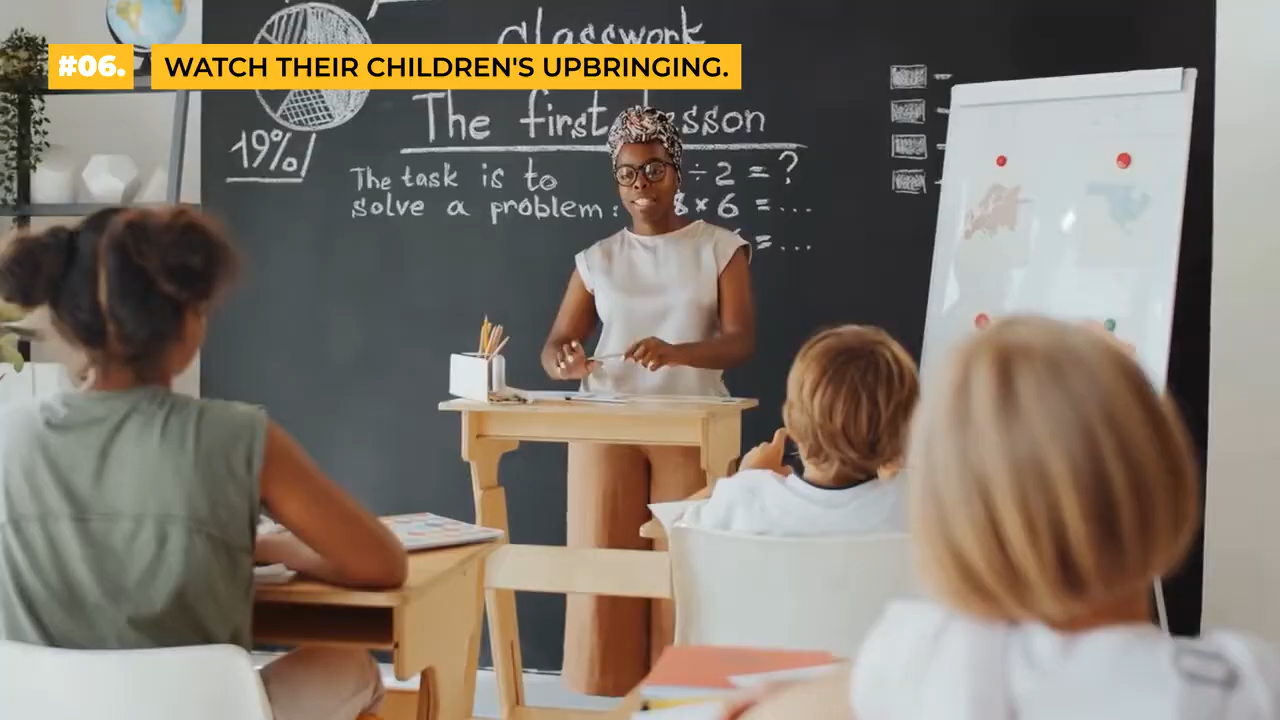 #06. WATCH THEIR CHILDREN'S UPBRINGING.
classwork
The first lesson
19%
The task is to
solve a problem:
÷ 2 = ?
8 × 6 = ...
= ...